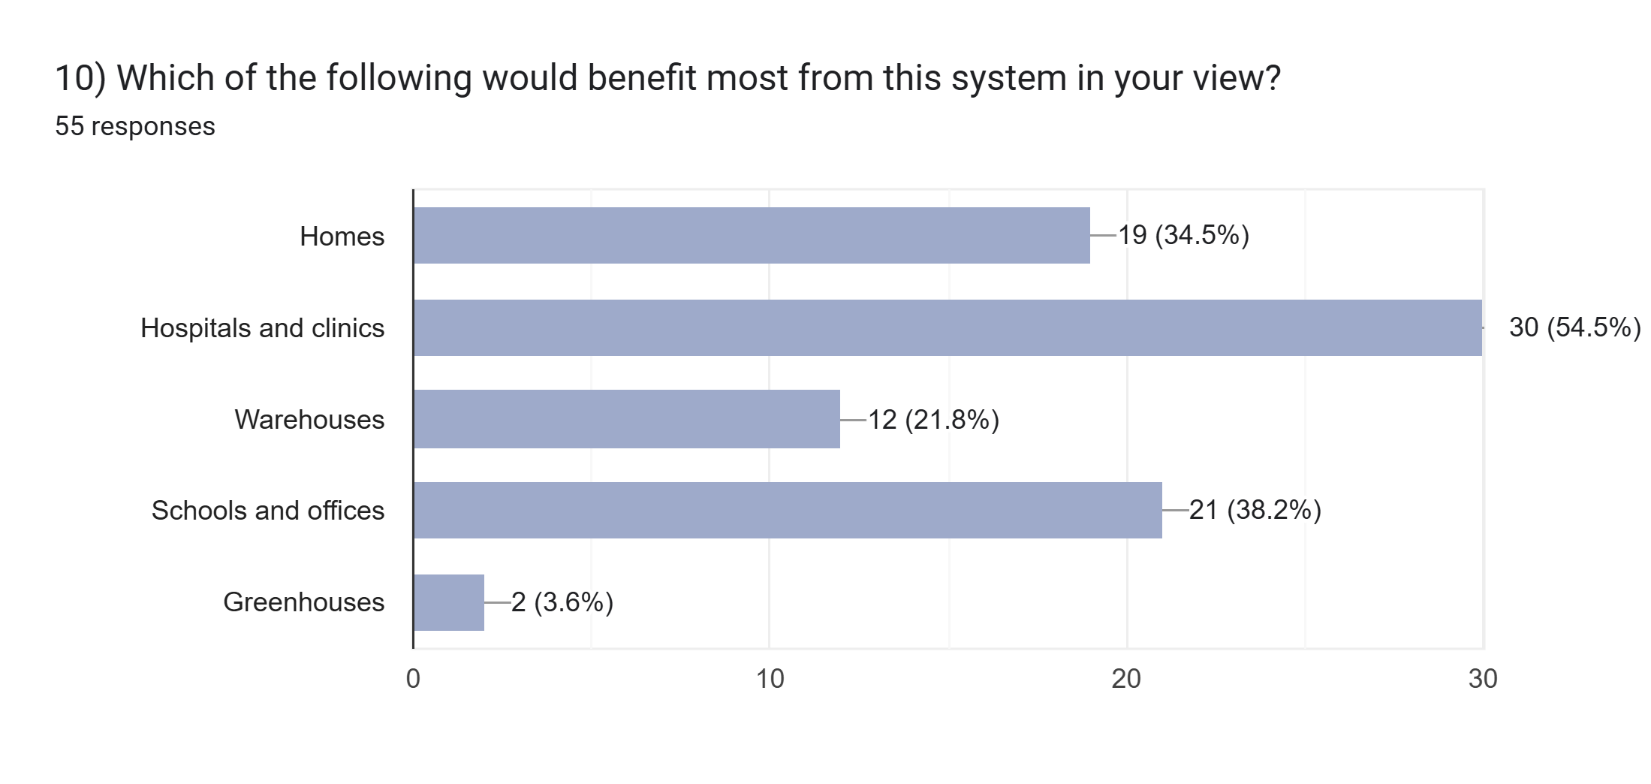 10) Which of the following would benefit most from this system in your view?
55 responses
Homes
19 (34.5%)
Hospitals and clinics
30 (54.5%)
Warehouses
12 (21.8%)
Schools and offices
21 (38.2%)
Greenhouses
2 (3.6%)
0 10 20 30